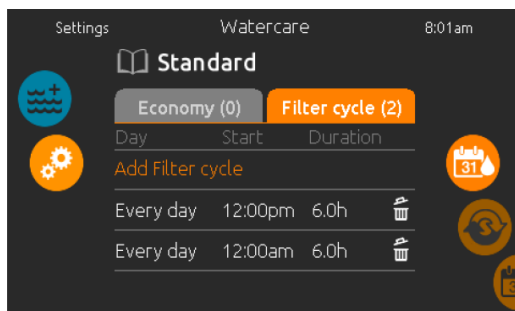 Settings Watercare 8:01am
Standard
Economy (0) Filter cycle (2)
Day Start Duration
Add Filter cycle
31
Every day 12:00pm 6.0h
S
Every day 12:00am 6.0h